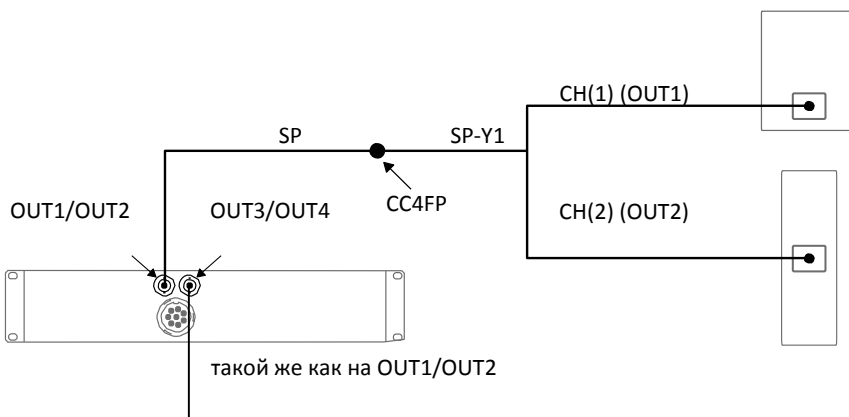 CH(1) (OUT1)
SP
SP-Y1
CC4FP
OUT1/OUT2
OUT3/OUT4
CH(2) (OUT2)
такой же как на OUT1/OUT2